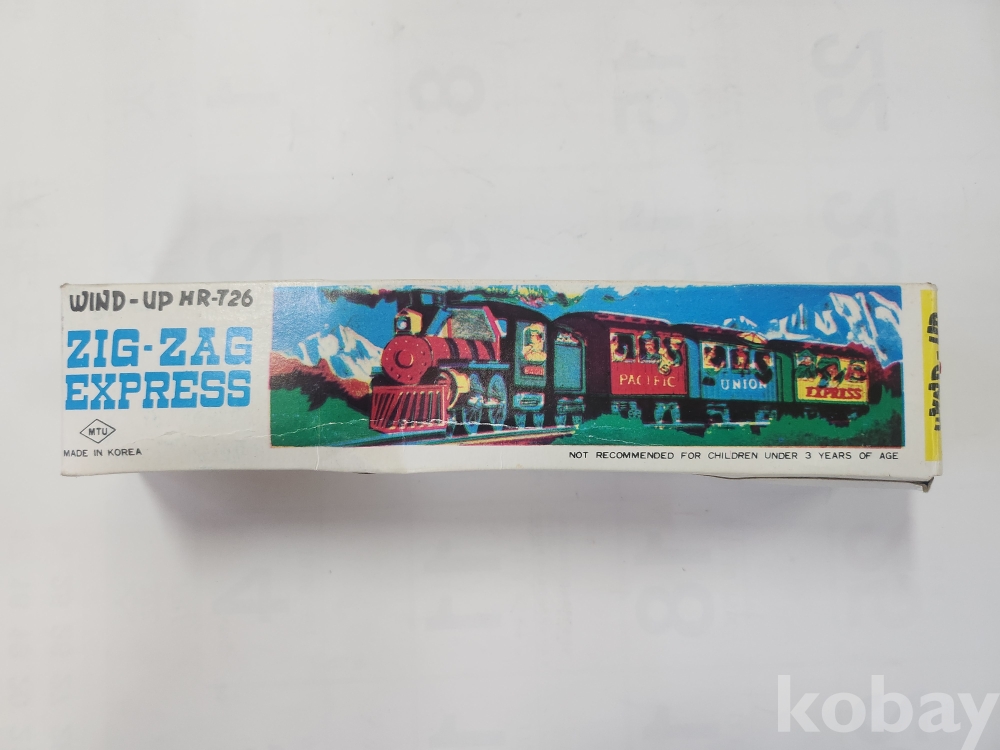 WIND-UP HR-726
ZIG-ZAG
EXPRESS
MTU
MADE IN KOREA
PACIFIC
UNION
EXPRESS
NOT RECOMMENDED FOR CHILDREN UNDER 3 YEARS OF AGE
kobay